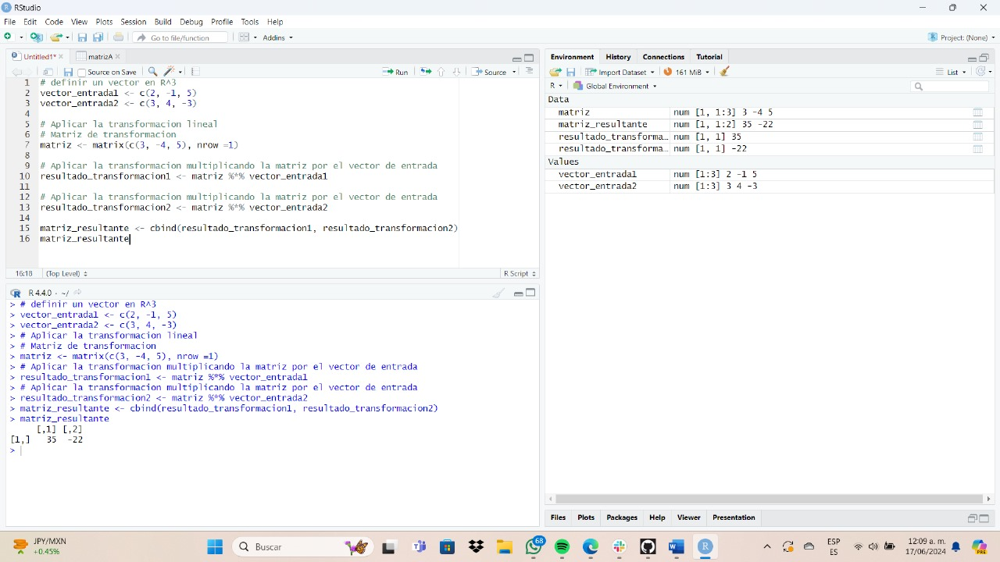 RStudio
File Edit Code View Plots Session Build Debug Profile Tools Help
Go to file/function Addins Project: (None)
Untitled1* matrizA
Source on Save Run Source
1 # definir un vector en R^3
2 vector_entrada1 <- c(2, -1, 5)
3 vector_entrada2 <- c(3, 4, -3)
4
5 # Aplicar la transformacion lineal
6 # Matriz de transformacion
7 matriz <- matrix(c(3, -4, 5), nrow =1)
8
9 # Aplicar la transformacion multiplicando la matriz por el vector de entrada
10 resultado_transformacion1 <- matriz %*% vector_entrada1
11
12 # Aplicar la transformacion multiplicando la matriz por el vector de entrada
13 resultado_transformacion2 <- matriz %*% vector_entrada2
14
15 matriz_resultante <- cbind(resultado_transformacion1, resultado_transformacion2)
16 matriz_resultante
16:18 (Top Level) R Script
R 4.4.0 · ~/
> # definir un vector en R^3
> vector_entrada1 <- c(2, -1, 5)
> vector_entrada2 <- c(3, 4, -3)
> # Aplicar la transformacion lineal
> # Matriz de transformacion
> matriz <- matrix(c(3, -4, 5), nrow =1)
> # Aplicar la transformacion multiplicando la matriz por el vector de entrada
> resultado_transformacion1 <- matriz %*% vector_entrada1
> # Aplicar la transformacion multiplicando la matriz por el vector de entrada
> resultado_transformacion2 <- matriz %*% vector_entrada2
> matriz_resultante <- cbind(resultado_transformacion1, resultado_transformacion2)
> matriz_resultante
[,1] [,2]
[1,] 35 -22
>
Environment History Connections Tutorial
Import Dataset 161 MiB List
R Global Environment
Data
matriz num [1, 1:3] 3 -4 5
matriz_resultante num [1, 1:2] 35 -22
resultado_transforma… num [1, 1] 35
resultado_transforma… num [1, 1] -22
Values
vector_entrada1 num [1:3] 2 -1 5
vector_entrada2 num [1:3] 3 4 -3
Files Plots Packages Help Viewer Presentation
JPY/MXN
+0.45%
Buscar
68
ESP
ES
12:09 a. m.
17/06/2024
PRE